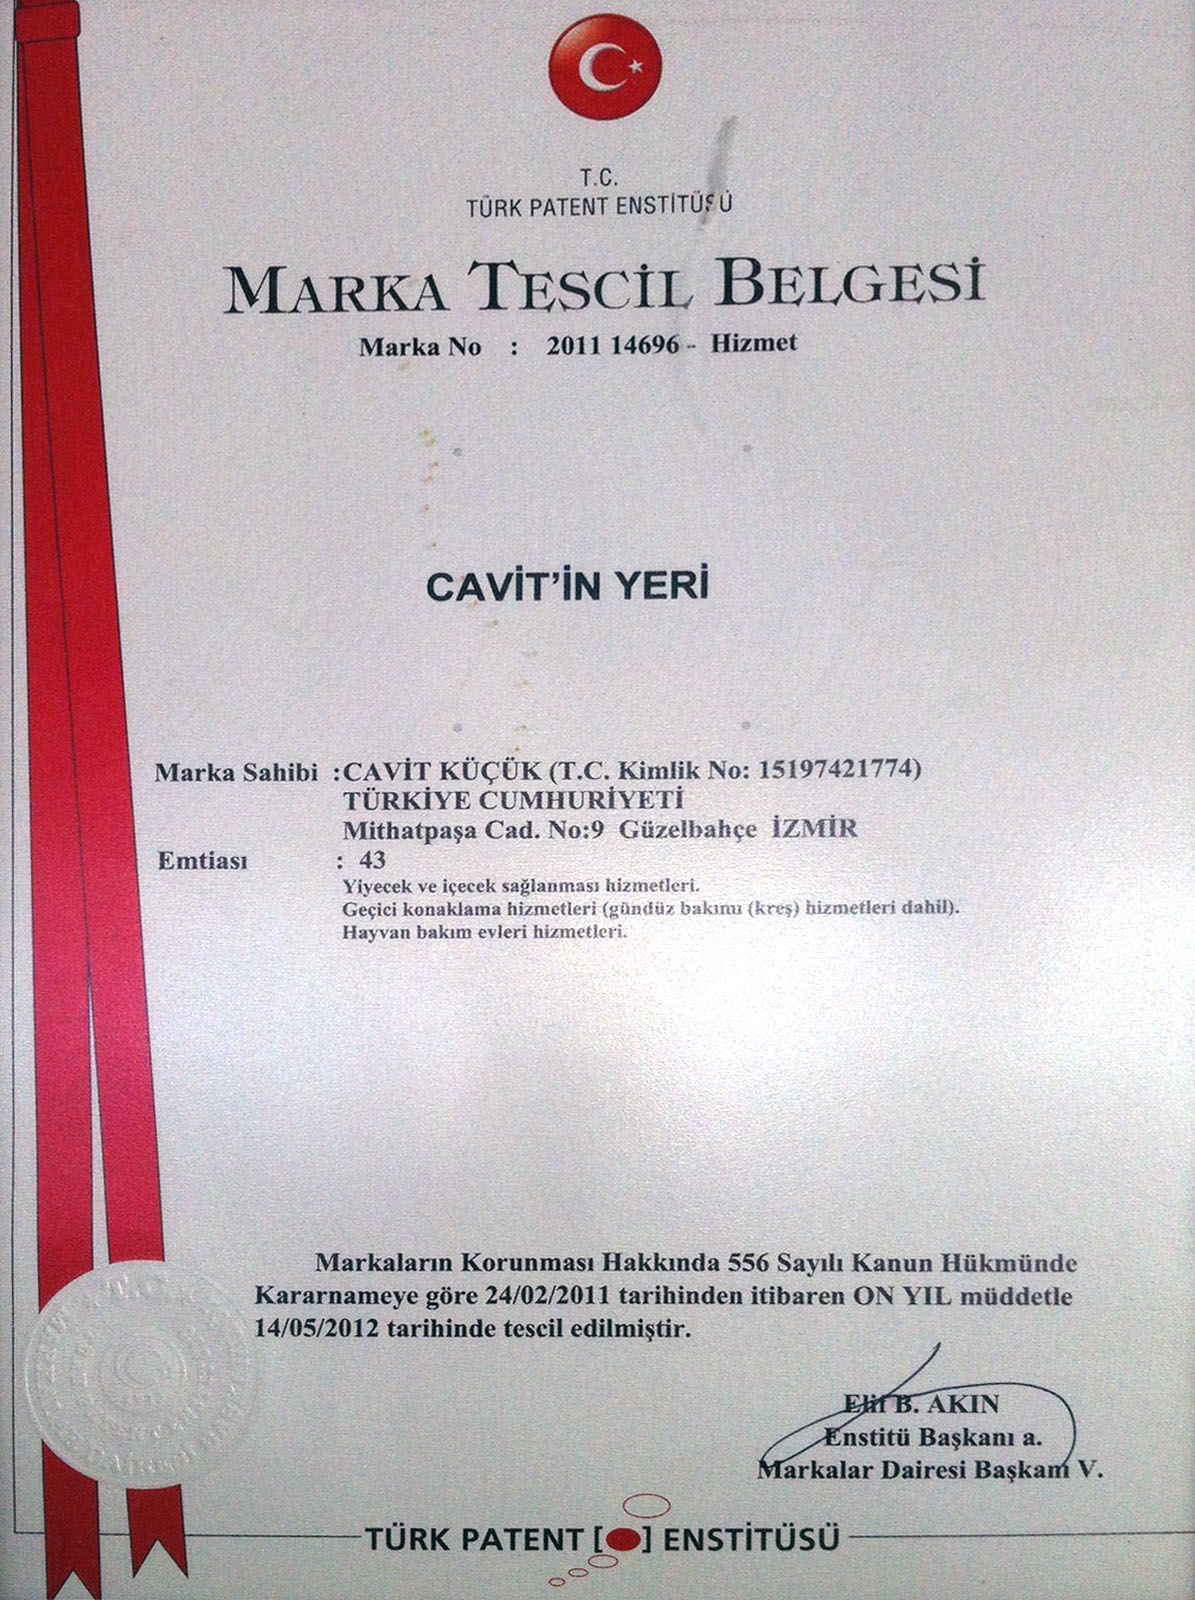 T.C.
TÜRK PATENT ENSTİTÜSÜ
MARKA TESCİL BELGESİ
Marka No : 2011 14696 - Hizmet
CAVİT’İN YERİ
Marka Sahibi :CAVİT KÜÇÜK (T.C. Kimlik No: 15197421774)
TÜRKİYE CUMHURİYETİ
Mithatpaşa Cad. No:9 Güzelbahçe İZMİR
Emtiası : 43
Yiyecek ve içecek sağlanması hizmetleri.
Geçici konaklama hizmetleri (gündüz bakımı (kreş) hizmetleri dahil).
Hayvan bakım evleri hizmetleri.
Markaların Korunması Hakkında 556 Sayılı Kanun Hükmünde
Kararnameye göre 24/02/2011 tarihinden itibaren ON YIL müddetle
14/05/2012 tarihinde tescil edilmiştir.
Elif B. AKIN
Enstitü Başkanı a.
Markalar Dairesi Başkanı V.
TÜRK PATENT [ ] ENSTİTÜSÜ